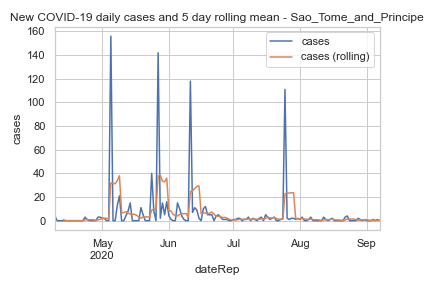 New COVID-19 daily cases and 5 day rolling mean - Sao_Tome_and_Principe
160
140
120
100
80
60
40
20
0
cases
cases
cases (rolling)
May
2020
Jun
Jul
Aug
Sep
dateRep